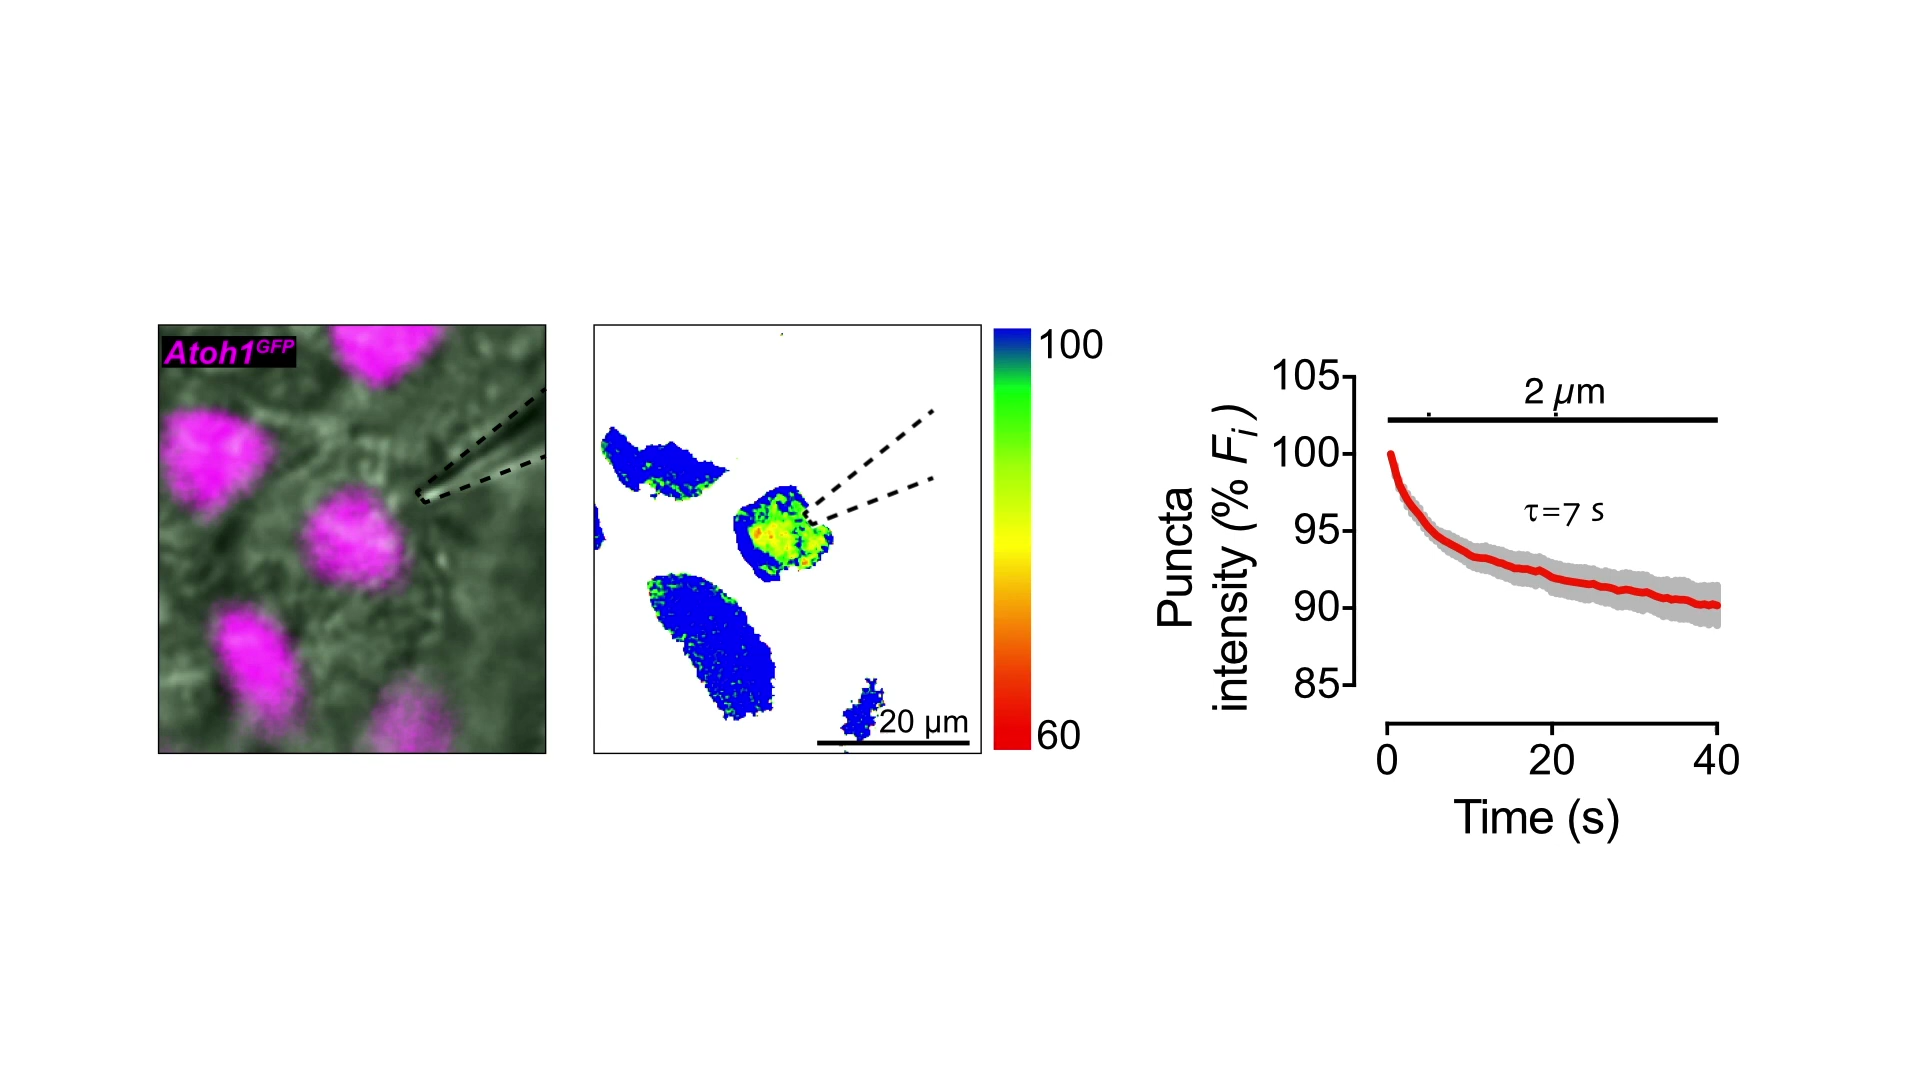 Atoh1GFP
20 µm
100
60
Puncta
intensity (% Fi)
105
100
95
90
85
2 µm
τ=7 s
0 20 40
Time (s)